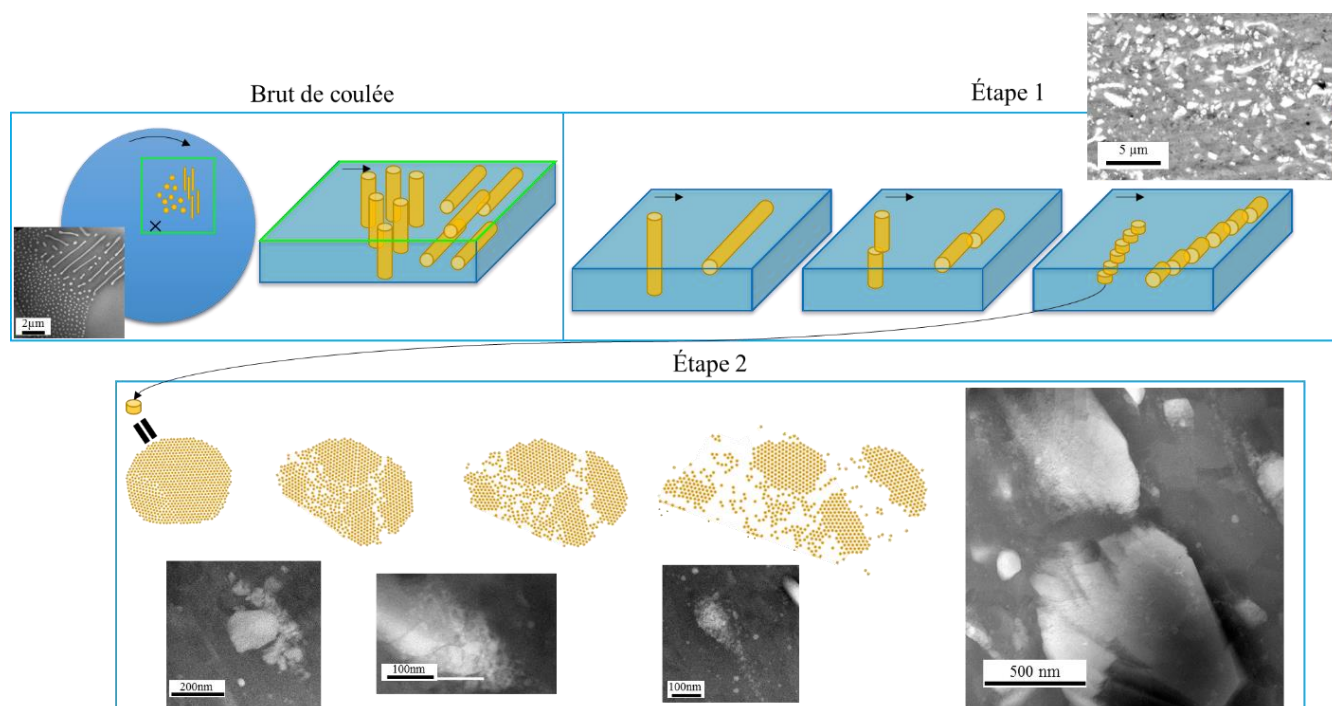 Brut de coulée
Étape 1
5 µm
2µm
Étape 2
200nm
100nm
100nm
500 nm